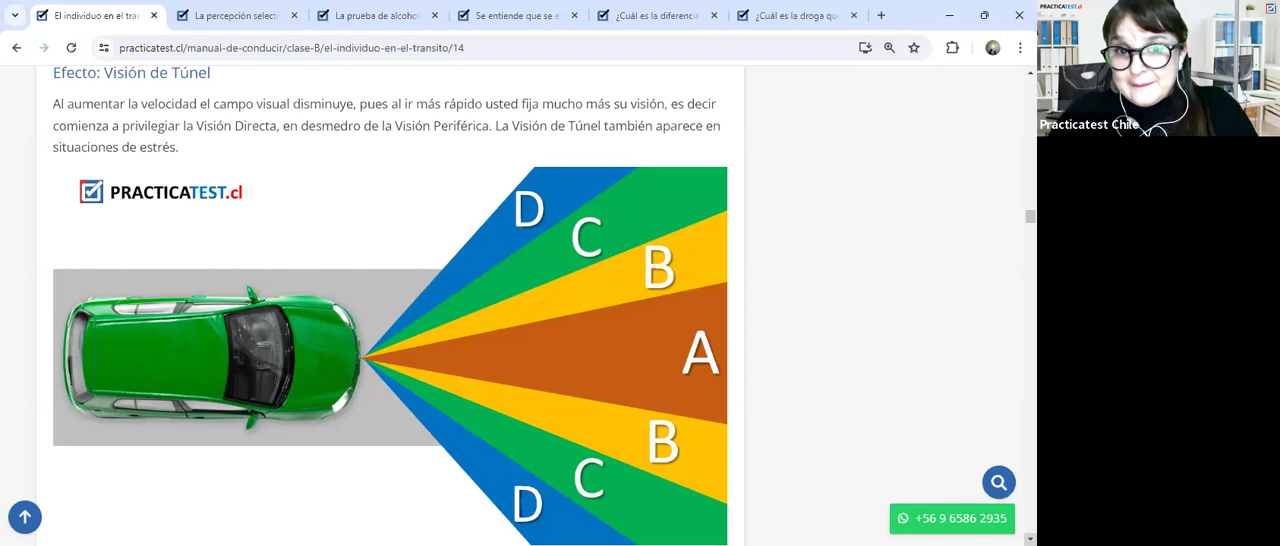 El individuo en el tra
La percepción selecti
La prueba de alcohol
Se entiende que se e
¿Cuál es la diferencie
¿Cuál es la droga que
practicatest.cl/manual-de-conducir/clase-B/el-individuo-en-el-transito/14
Efecto: Visión de Túnel
Al aumentar la velocidad el campo visual disminuye, pues al ir más rápido usted fija mucho más su visión, es decir
comienza a privilegiar la Visión Directa, en desmedro de la Visión Periférica. La Visión de Túnel también aparece en
situaciones de estrés.
PRACTICATEST.cl
D
C
B
A
B
C
D
+56 9 6586 2935
PRACTICATEST.cl
Practicatest Chile